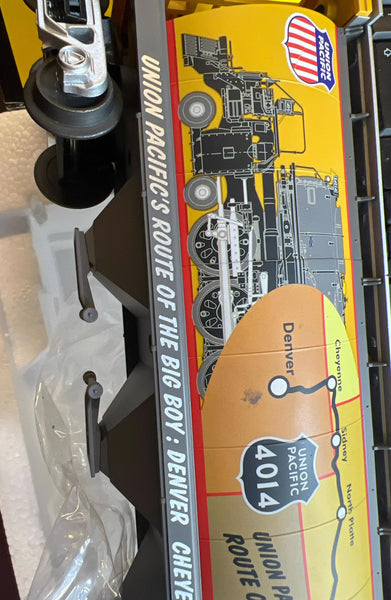 UNION PACIFIC
UNION PACIFIC'S ROUTE OF THE BIG BOY: DENVER CHEYE
Denver
Cheyenne
Sidney
North Platte
UNION
PACIFIC
4014
UNION P
ROUTE O